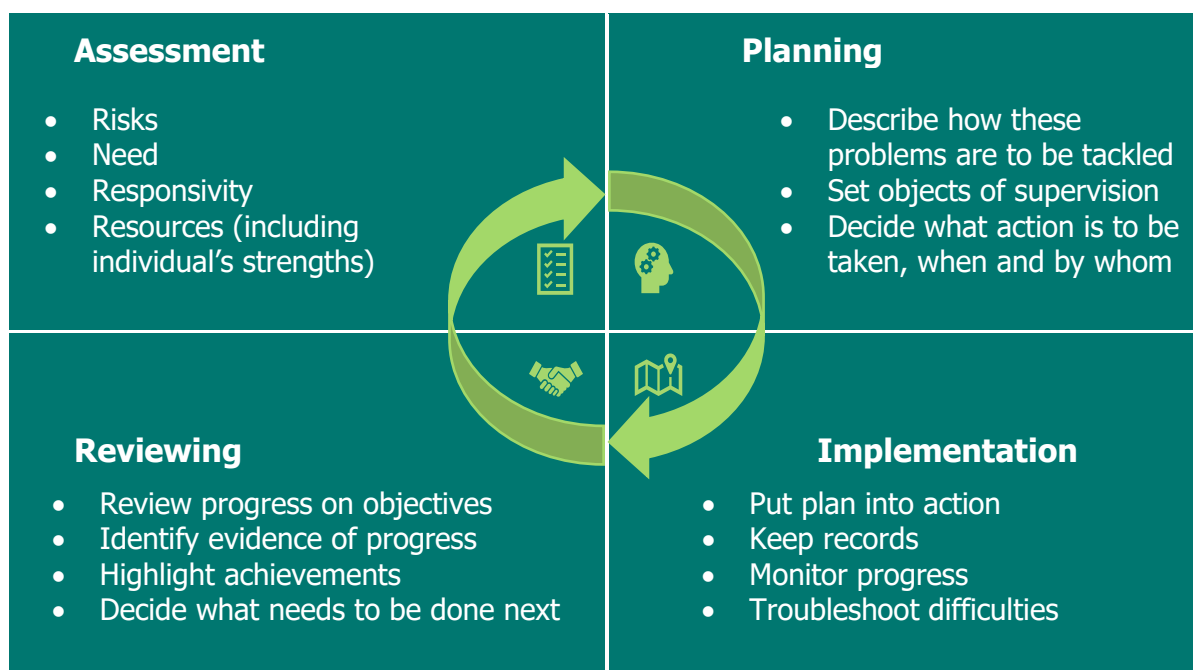 Assessment
• Risks
• Need
• Responsivity
• Resources (including
individual's strengths)
Planning
• Describe how these
problems are to be tackled
• Set objects of supervision
• Decide what action is to be
taken, when and by whom
Reviewing
• Review progress on objectives
• Identify evidence of progress
• Highlight achievements
• Decide what needs to be done next
Implementation
• Put plan into action
• Keep records
• Monitor progress
• Troubleshoot difficulties